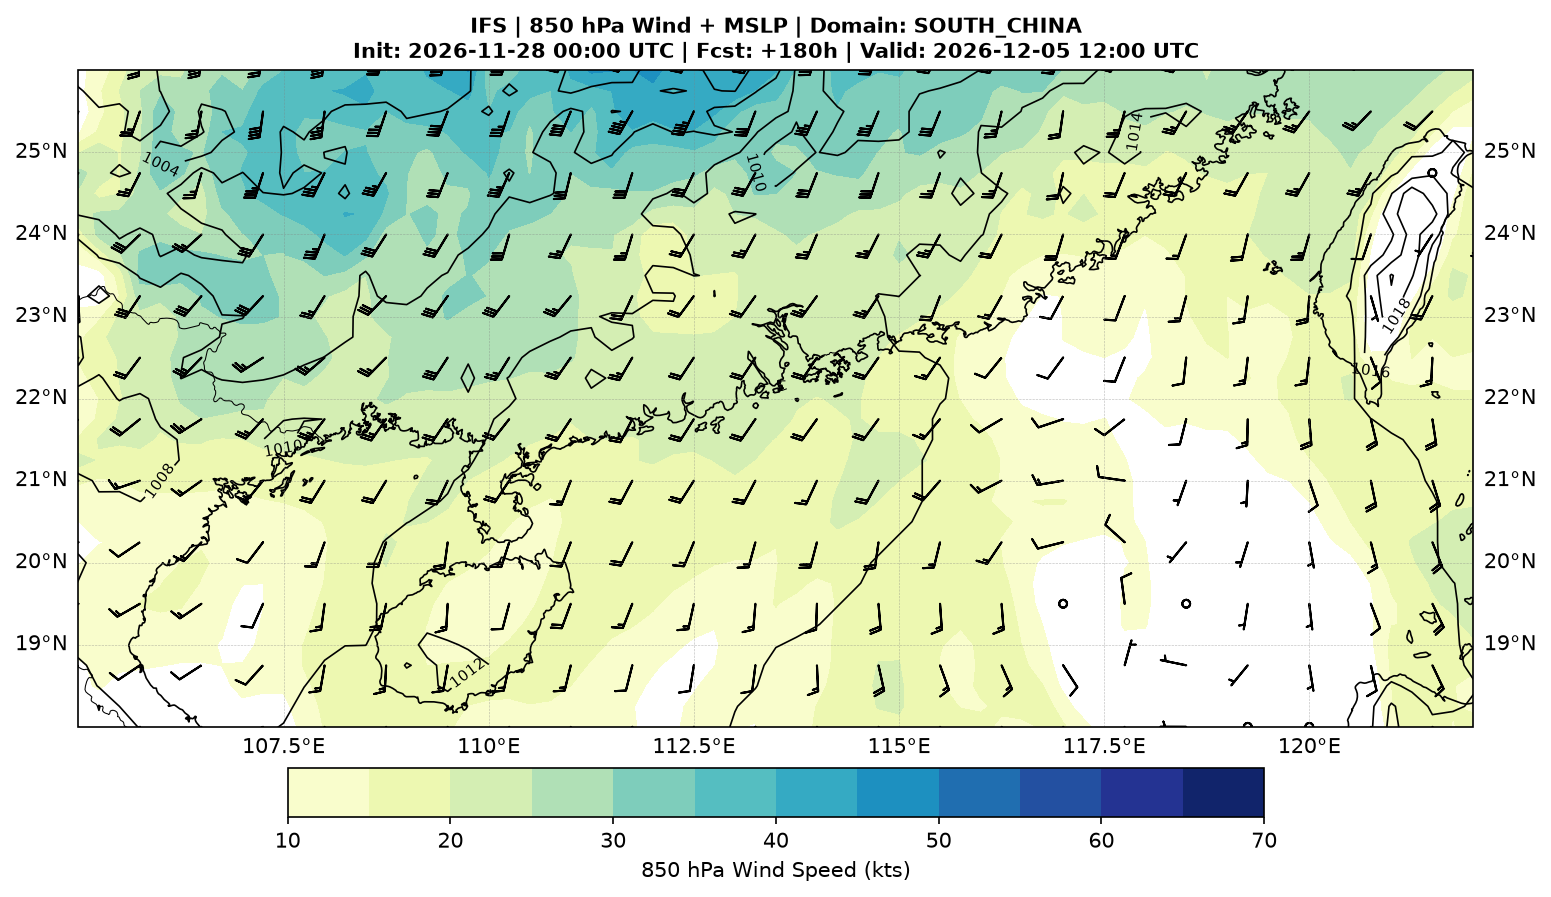 IFS | 850 hPa Wind + MSLP | Domain: SOUTH_CHINA
Init: 2026-11-28 00:00 UTC | Fcst: +180h | Valid: 2026-12-05 12:00 UTC
25°N
24°N
23°N
22°N
21°N
20°N
19°N
1004
1010
1014
1018
1016
1010
1008
1012
25°N
24°N
23°N
22°N
21°N
20°N
19°N
107.5°E
110°E
112.5°E
115°E
117.5°E
120°E
10
20
30
40
50
60
70
850 hPa Wind Speed (kts)